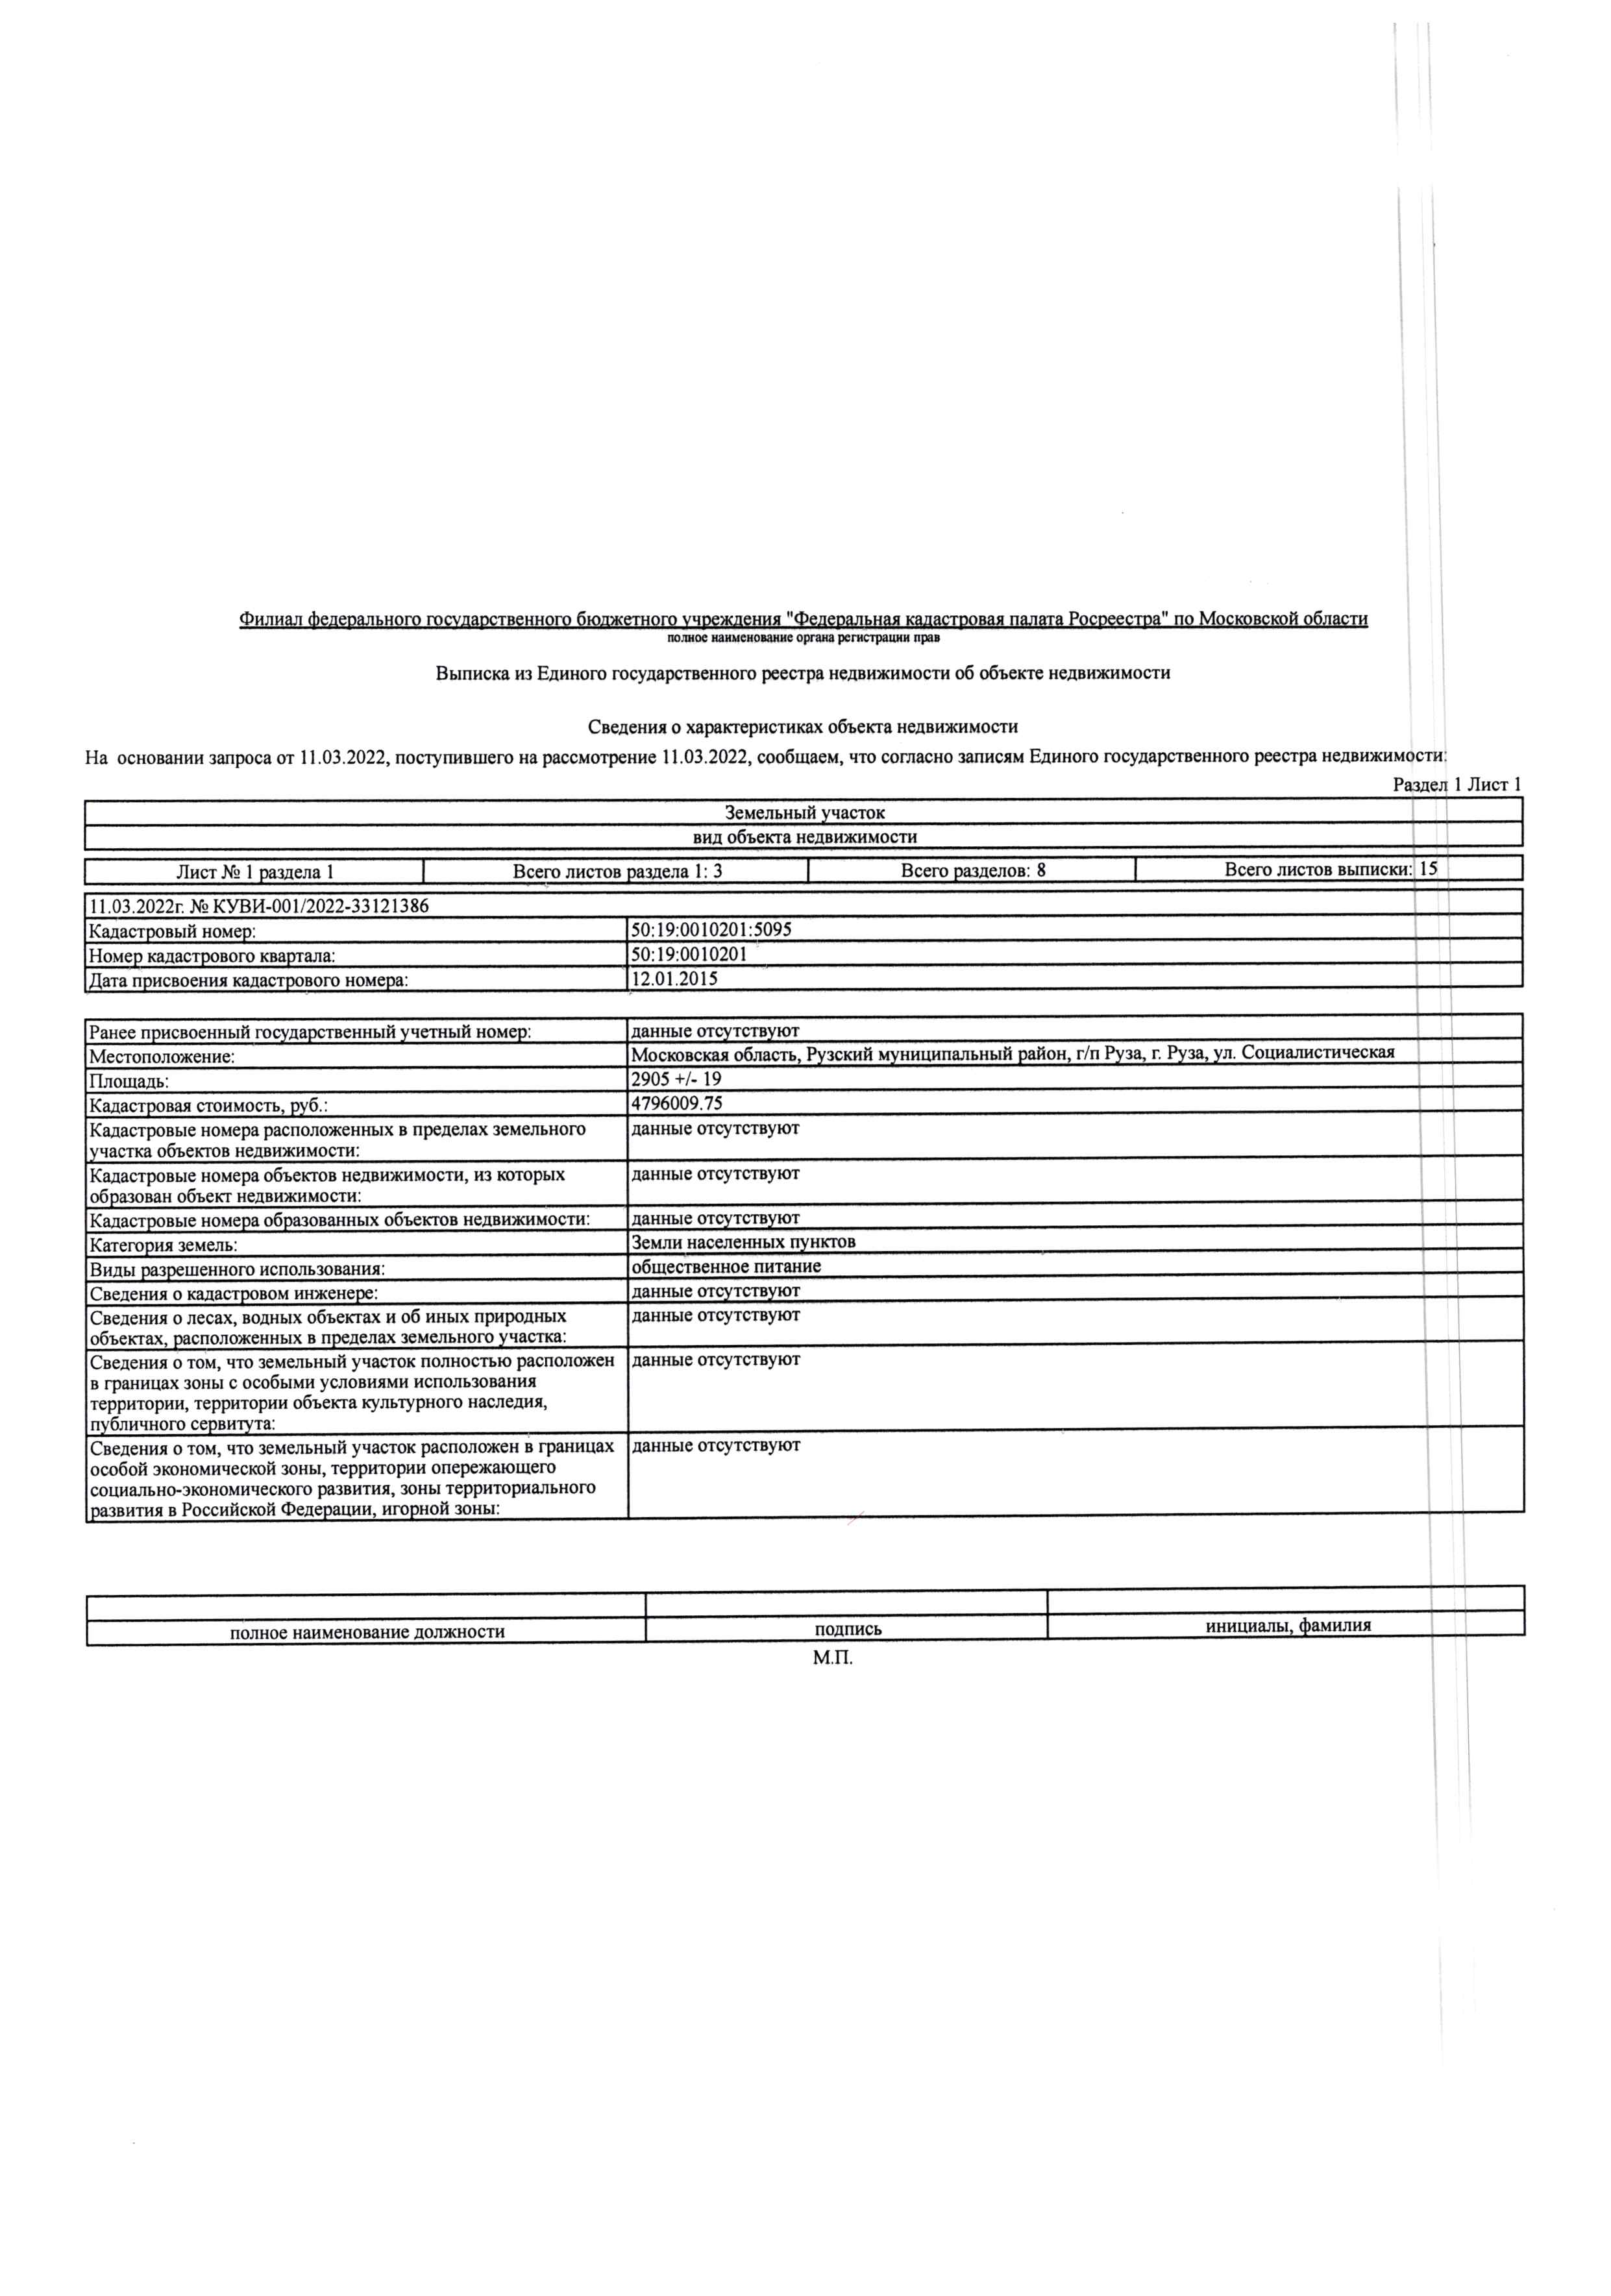 Филиал федерального государственного бюджетного учреждения "Федеральная кадастровая палата Росреестра" по Московской области
полное наименование органа регистрации прав
Выписка из Единого государственного реестра недвижимости об объекте недвижимости
Сведения о характеристиках объекта недвижимости
На основании запроса от 11.03.2022, поступившего на рассмотрение 11.03.2022, сообщаем, что согласно записям Единого государственного реестра недвижимости:
Раздел 1 Лист 1
Земельный участок
вид объекта недвижимости
Лист № 1 раздела 1 Всего листов раздела 1: 3 Всего разделов: 8 Всего листов выписки: 15
11.03.2022г. № КУВИ-001/2022-33121386
Кадастровый номер: 50:19:0010201:5095
Номер кадастрового квартала: 50:19:0010201
Дата присвоения кадастрового номера: 12.01.2015
Ранее присвоенный государственный учетный номер: данные отсутствуют
Местоположение: Московская область, Рузский муниципальный район, г/п Руза, г. Руза, ул. Социалистическая
Площадь: 2905 +/- 19
Кадастровая стоимость, руб.: 4796009.75
Кадастровые номера расположенных в пределах земельного данные отсутствуют
участка объектов недвижимости:
Кадастровые номера объектов недвижимости, из которых данные отсутствуют
образован объект недвижимости:
Кадастровые номера образованных объектов недвижимости: данные отсутствуют
Категория земель: Земли населенных пунктов
Виды разрешенного использования: общественное питание
Сведения о кадастровом инженере: данные отсутствуют
Сведения о лесах, водных объектах и об иных природных данные отсутствуют
объектах, расположенных в пределах земельного участка:
Сведения о том, что земельный участок полностью расположен данные отсутствуют
в границах зоны с особыми условиями использования
территории, территории объекта культурного наследия,
публичного сервитута:
Сведения о том, что земельный участок расположен в границах данные отсутствуют
особой экономической зоны, территории опережающего
социально-экономического развития, зоны территориального
развития в Российской Федерации, игорной зоны:
полное наименование должности подпись инициалы, фамилия
М.П.